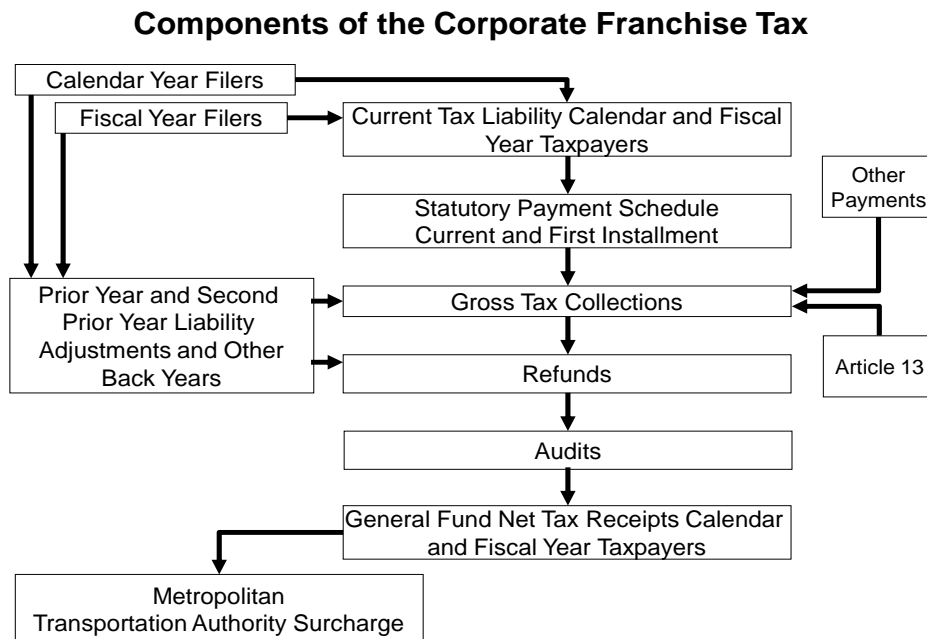 Components of the Corporate Franchise Tax
Calendar Year Filers
Fiscal Year Filers
Current Tax Liability Calendar and Fiscal
Year Taxpayers
Other
Payments
Statutory Payment Schedule
Current and First Installment
Prior Year and Second
Prior Year Liability
Adjustments and Other
Back Years
Gross Tax Collections
Article 13
Refunds
Audits
General Fund Net Tax Receipts Calendar
and Fiscal Year Taxpayers
Metropolitan
Transportation Authority Surcharge